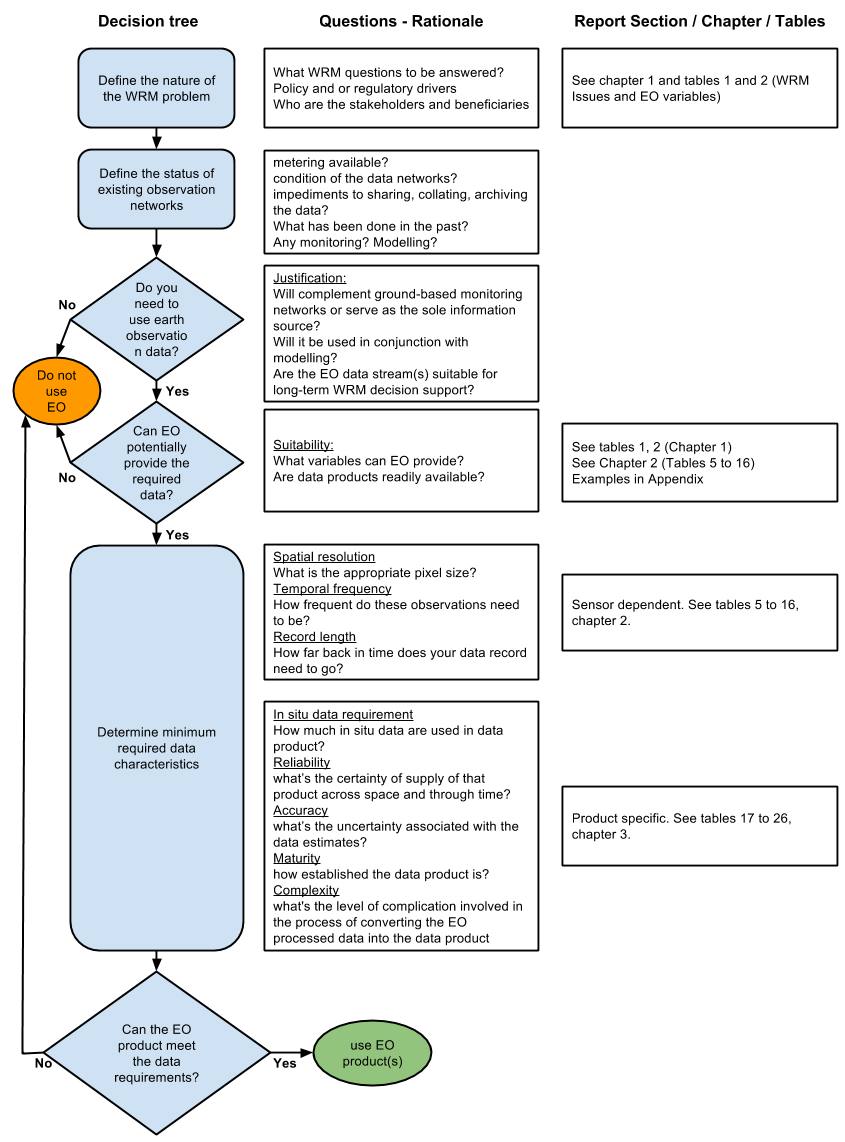 Decision tree
Questions - Rationale
Report Section / Chapter / Tables
Define the nature of
the WRM problem
What WRM questions to be answered?
Policy and or regulatory drivers
Who are the stakeholders and beneficiaries
See chapter 1 and tables 1 and 2 (WRM
Issues and EO variables)
Define the status of
existing observation
networks
metering available?
condition of the data networks?
impediments to sharing, collating, archiving
the data?
What has been done in the past?
Any monitoring? Modelling?
Do you
need to
use earth
observatio
n data?
No
Yes
Justification:
Will complement ground-based monitoring
networks or serve as the sole information
source?
Will it be used in conjunction with
modelling?
Are the EO data stream(s) suitable for
long-term WRM decision support?
Do not
use
EO
Can EO
potentially
provide the
required
data?
No
Yes
Suitability:
What variables can EO provide?
Are data products readily available?
See tables 1, 2 (Chapter 1)
See Chapter 2 (Tables 5 to 16)
Examples in Appendix
Determine minimum
required data
characteristics
Spatial resolution
What is the appropriate pixel size?
Temporal frequency
How frequent do these observations need
to be?
Record length
How far back in time does your data record
need to go?
Sensor dependent. See tables 5 to 16,
chapter 2.
In situ data requirement
How much in situ data are used in data
product?
Reliability
what's the certainty of supply of that
product across space and through time?
Accuracy
what's the uncertainty associated with the
data estimates?
Maturity
how established the data product is?
Complexity
what's the level of complication involved in
the process of converting the EO
processed data into the data product
Product specific. See tables 17 to 26,
chapter 3.
Can the EO
product meet
the data
requirements?
No
Yes
use EO
product(s)